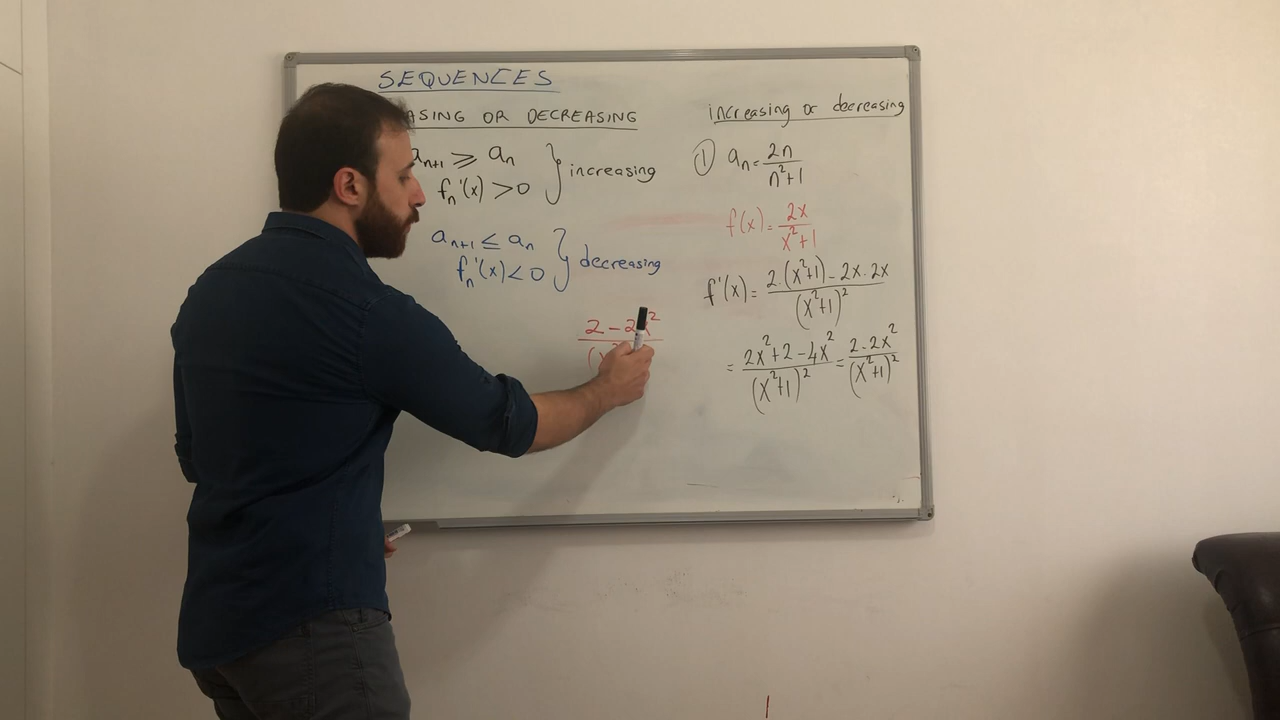 SEQUENCES
ASING OR DECREASING
aₙ₊₁ ⩾ aₙ
fₙ'(x) > 0 } increasing
aₙ₊₁ ≤ aₙ
fₙ'(x) < 0 } decreasing
2 - 2x²
increasing or decreasing
① aₙ = 2n / n²+1
f(x) = 2x / x²+1
f'(x) = 2.(x²+1) - 2x.2x / (x²+1)²
= 2x²+2-4x² / (x²+1)² = 2-2x² / (x²+1)²